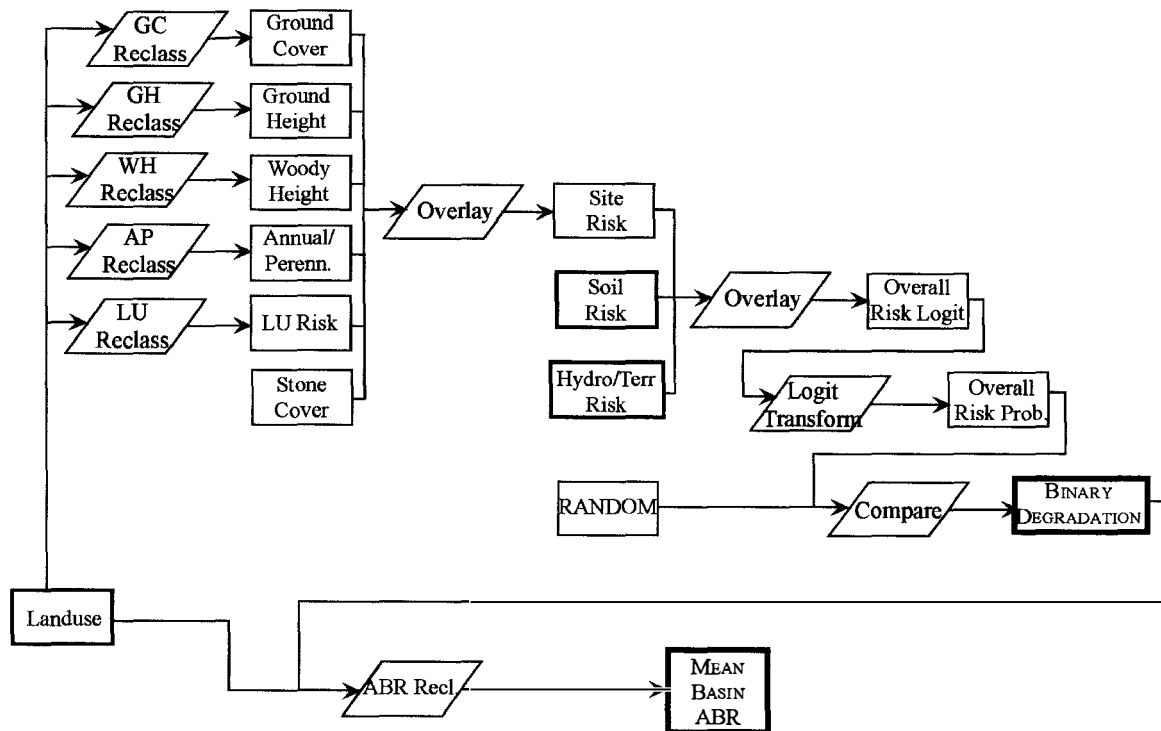 GC
Reclass
Ground
Cover
GH
Reclass
Ground
Height
WH
Reclass
Woody
Height
AP
Reclass
Annual/
Perenn.
LU
Reclass
LU Risk
Stone
Cover
Overlay
Site
Risk
Soil
Risk
Hydro/Terr
Risk
Overlay
Overall
Risk Logit
Logit
Transform
Overall
Risk Prob.
RANDOM
Compare
BINARY
DEGRADATION
Landuse
ABR Recl.
MEAN
BASIN
ABR